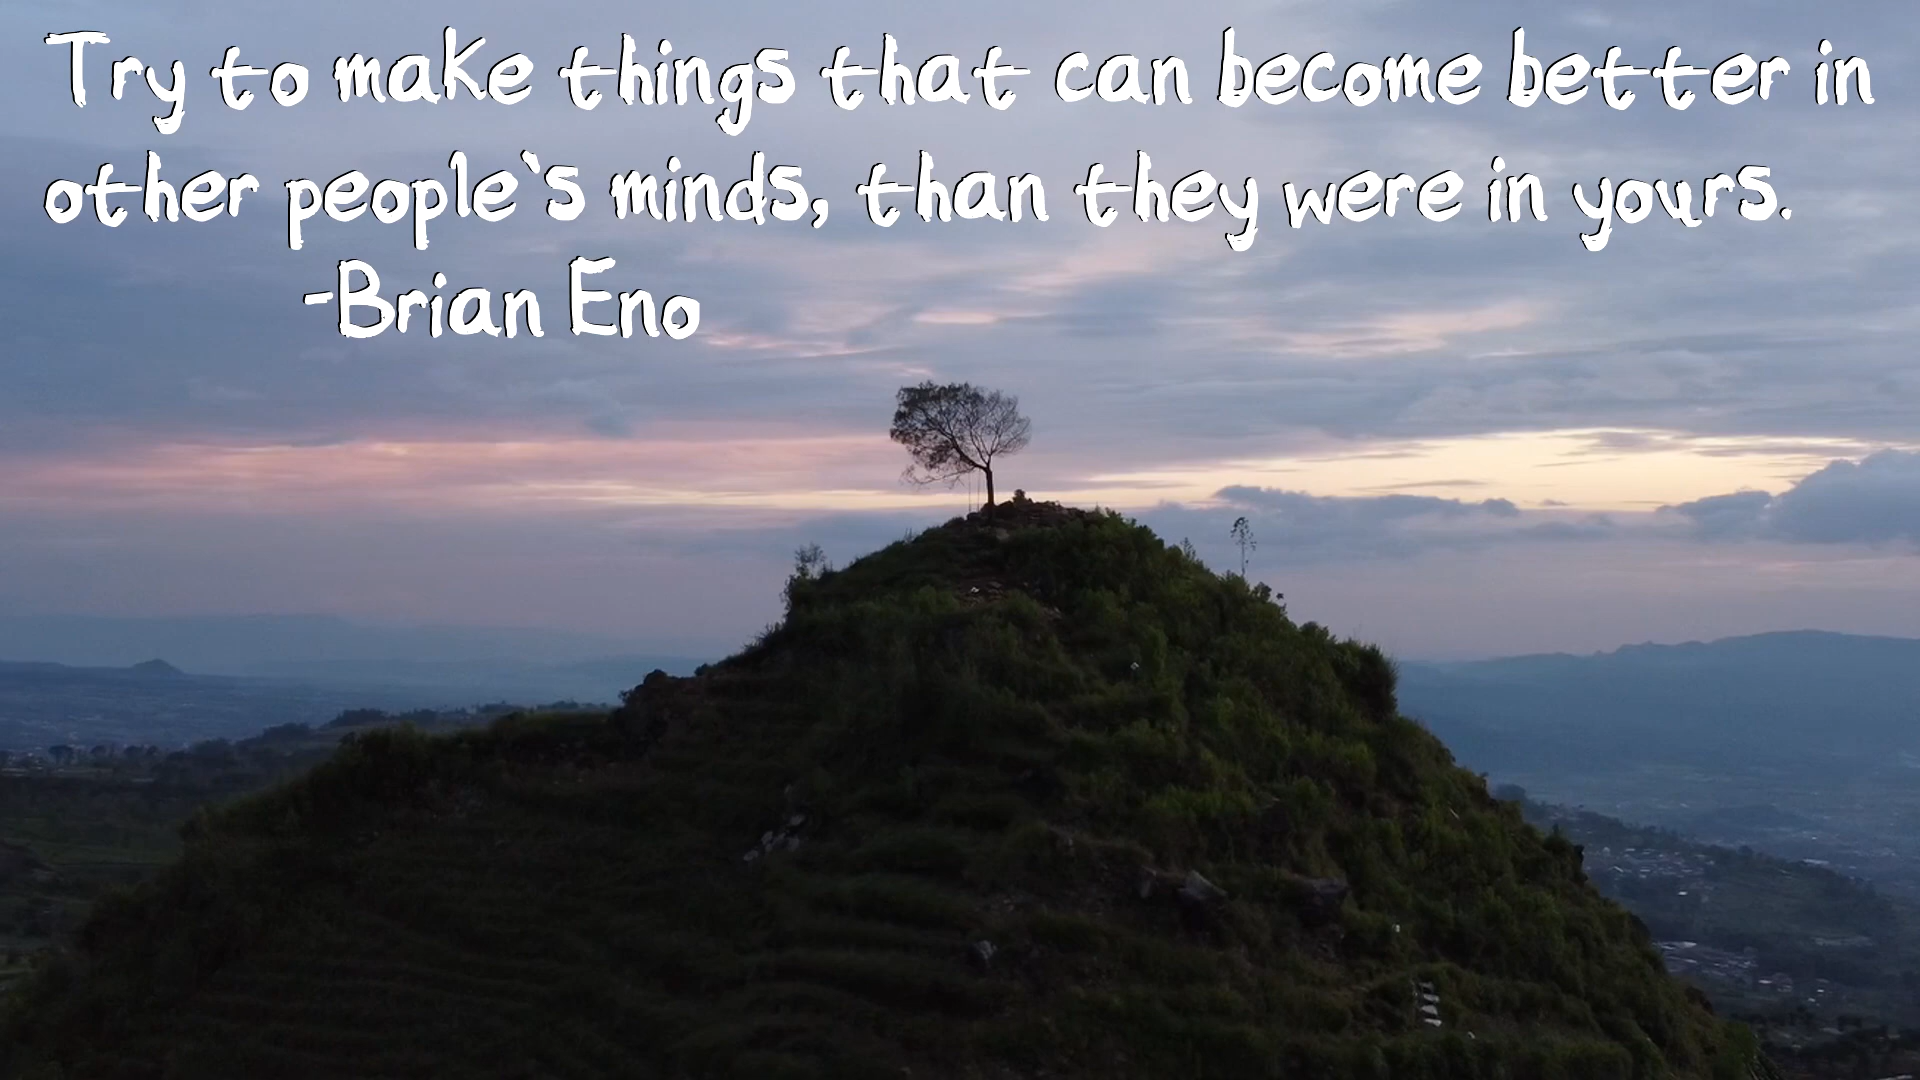 Try to make things that can become better in
other people's minds, than they were in yours.
-Brian Eno